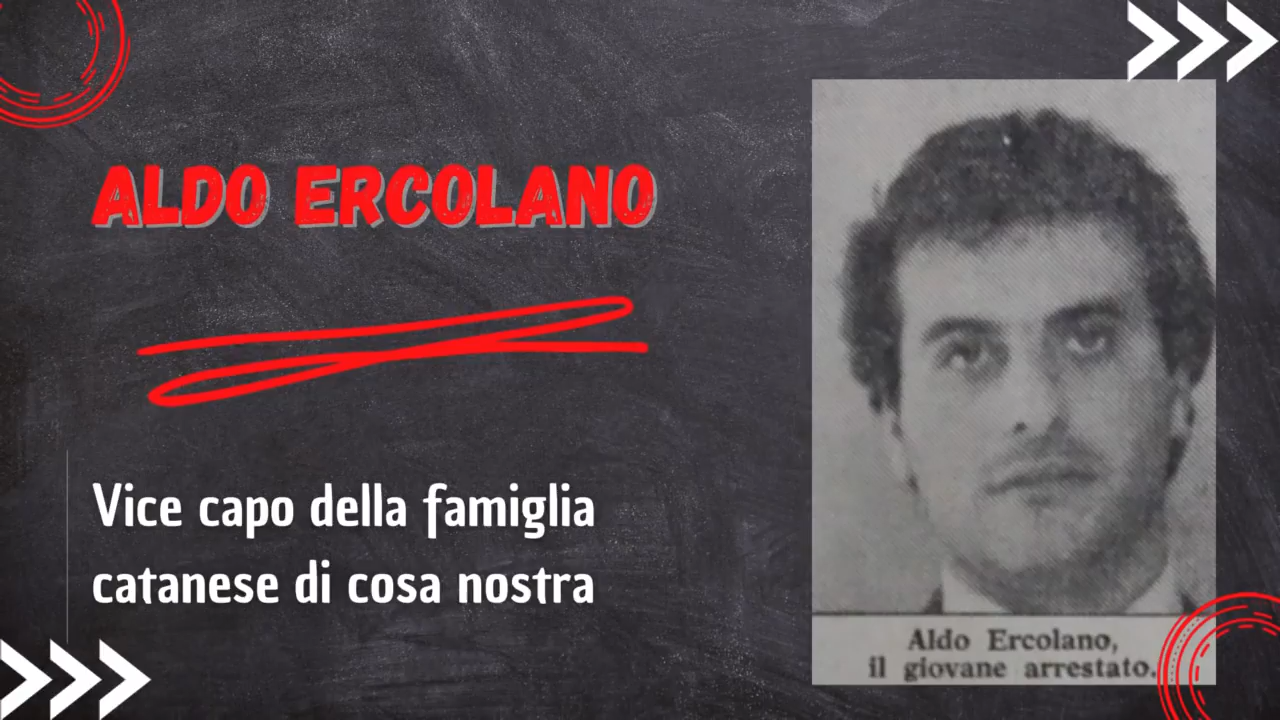 ALDO ERCOLANO
Vice capo della famiglia
catanese di cosa nostra
Aldo Ercolano,
il giovane arrestato.